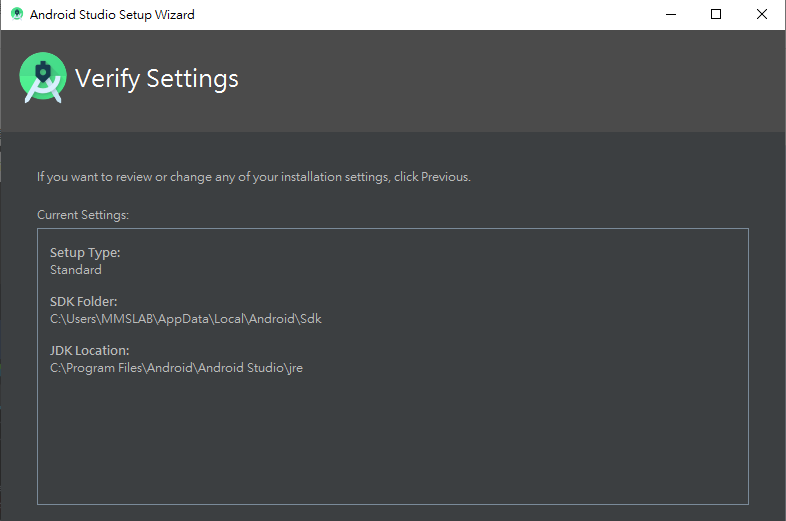 Android Studio Setup Wizard
Verify Settings
If you want to review or change any of your installation settings, click Previous.
Current Settings:
Setup Type:
Standard
SDK Folder:
C:\Users\MMSLAB\AppData\Local\Android\Sdk
JDK Location:
C:\Program Files\Android\Android Studio\jre